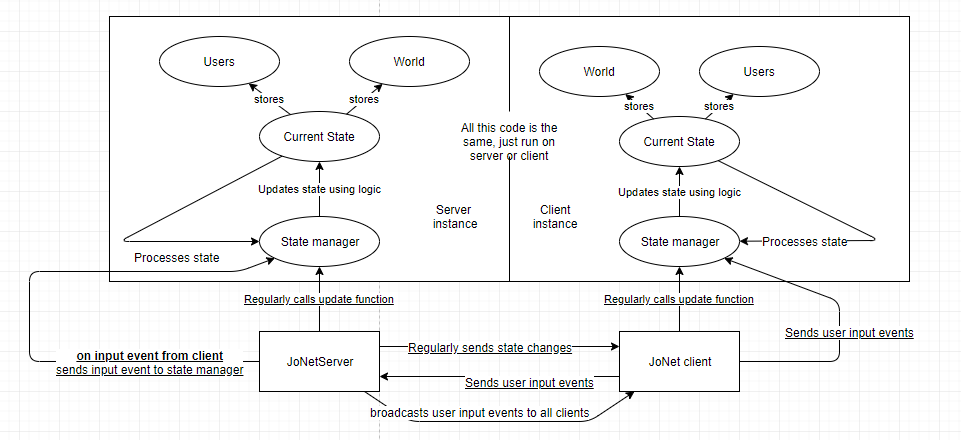 Users
World
World
Users
stores
stores
stores
stores
Current State
All this code is the
same, just run on
server or client
Current State
Updates state using logic
Updates state using logic
Server
instance
Client
instance
State manager
State manager
Processes state
Processes state
Regularly calls update function
Regularly calls update function
Sends user input events
on input event from client
sends input event to state manager
JoNetServer
Regularly sends state changes
JoNet client
Sends user input events
broadcasts user input events to all clients